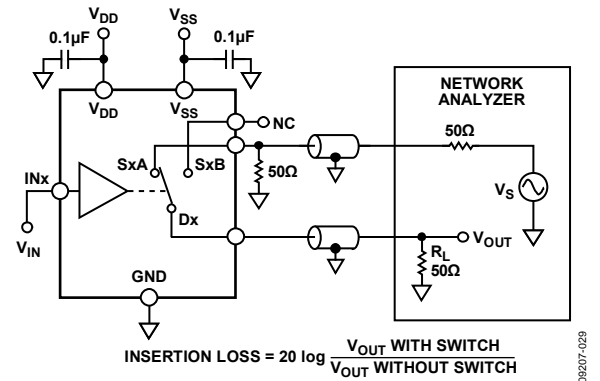 VDD
VSS
0.1µF
0.1µF
VDD
VSS
NC
NETWORK
ANALYZER
50Ω
SxA
SxB
50Ω
INx
VS
Dx
VOUT
VIN
RL
50Ω
GND
INSERTION LOSS = 20 log VOUT WITH SWITCH
VOUT WITHOUT SWITCH
09207-029